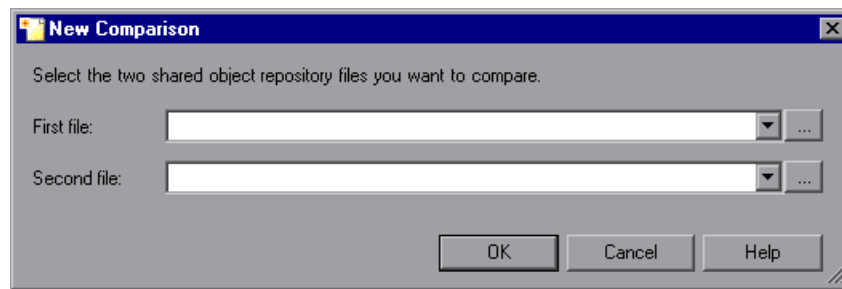 New Comparison
Select the two shared object repository files you want to compare.
First file:
...
Second file:
...
OK Cancel Help